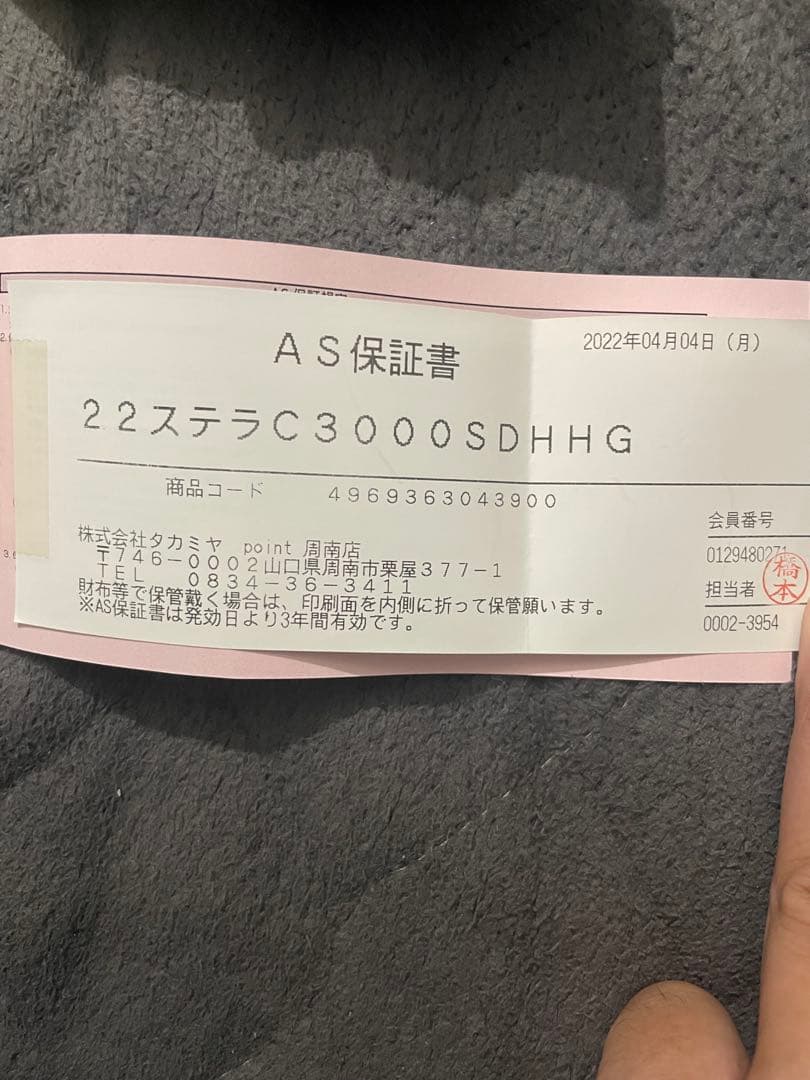 AS保証書
2022年04月04日（月）
22ステラC3000SDHHG
商品コード 4969363043900
会員番号
0129480271
株式会社タカミヤ point 周南店
〒746-0002山口県周南市栗屋377-1
TEL 0834-36-3411
担当者
橋本
0002-3954
財布等で保管戴く場合は、印刷面を内側に折って保管願います。
※AS保証書は発効日より3年間有効です。